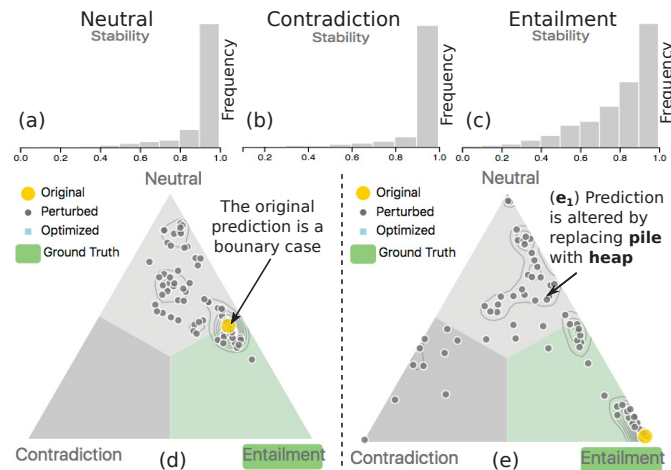 Neutral
Stability
Frequency
(a)
0.0 0.2 0.4 0.6 0.8 1.0
Contradiction
Stability
Frequency
(b)
0.2 0.4 0.6 0.8 1.0
Entailment
Stability
(c)
0.0 0.2 0.4 0.6 0.8 1.0
Neutral
Original
Perturbed
Optimized
Ground Truth
The original
prediction is a
bounary case
Contradiction
Entailment
(d)
Neutral
Original
Perturbed
Optimized
Ground Truth
(e1) Prediction
is altered by
replacing pile
with heap
Contradiction
Entailment
(e)